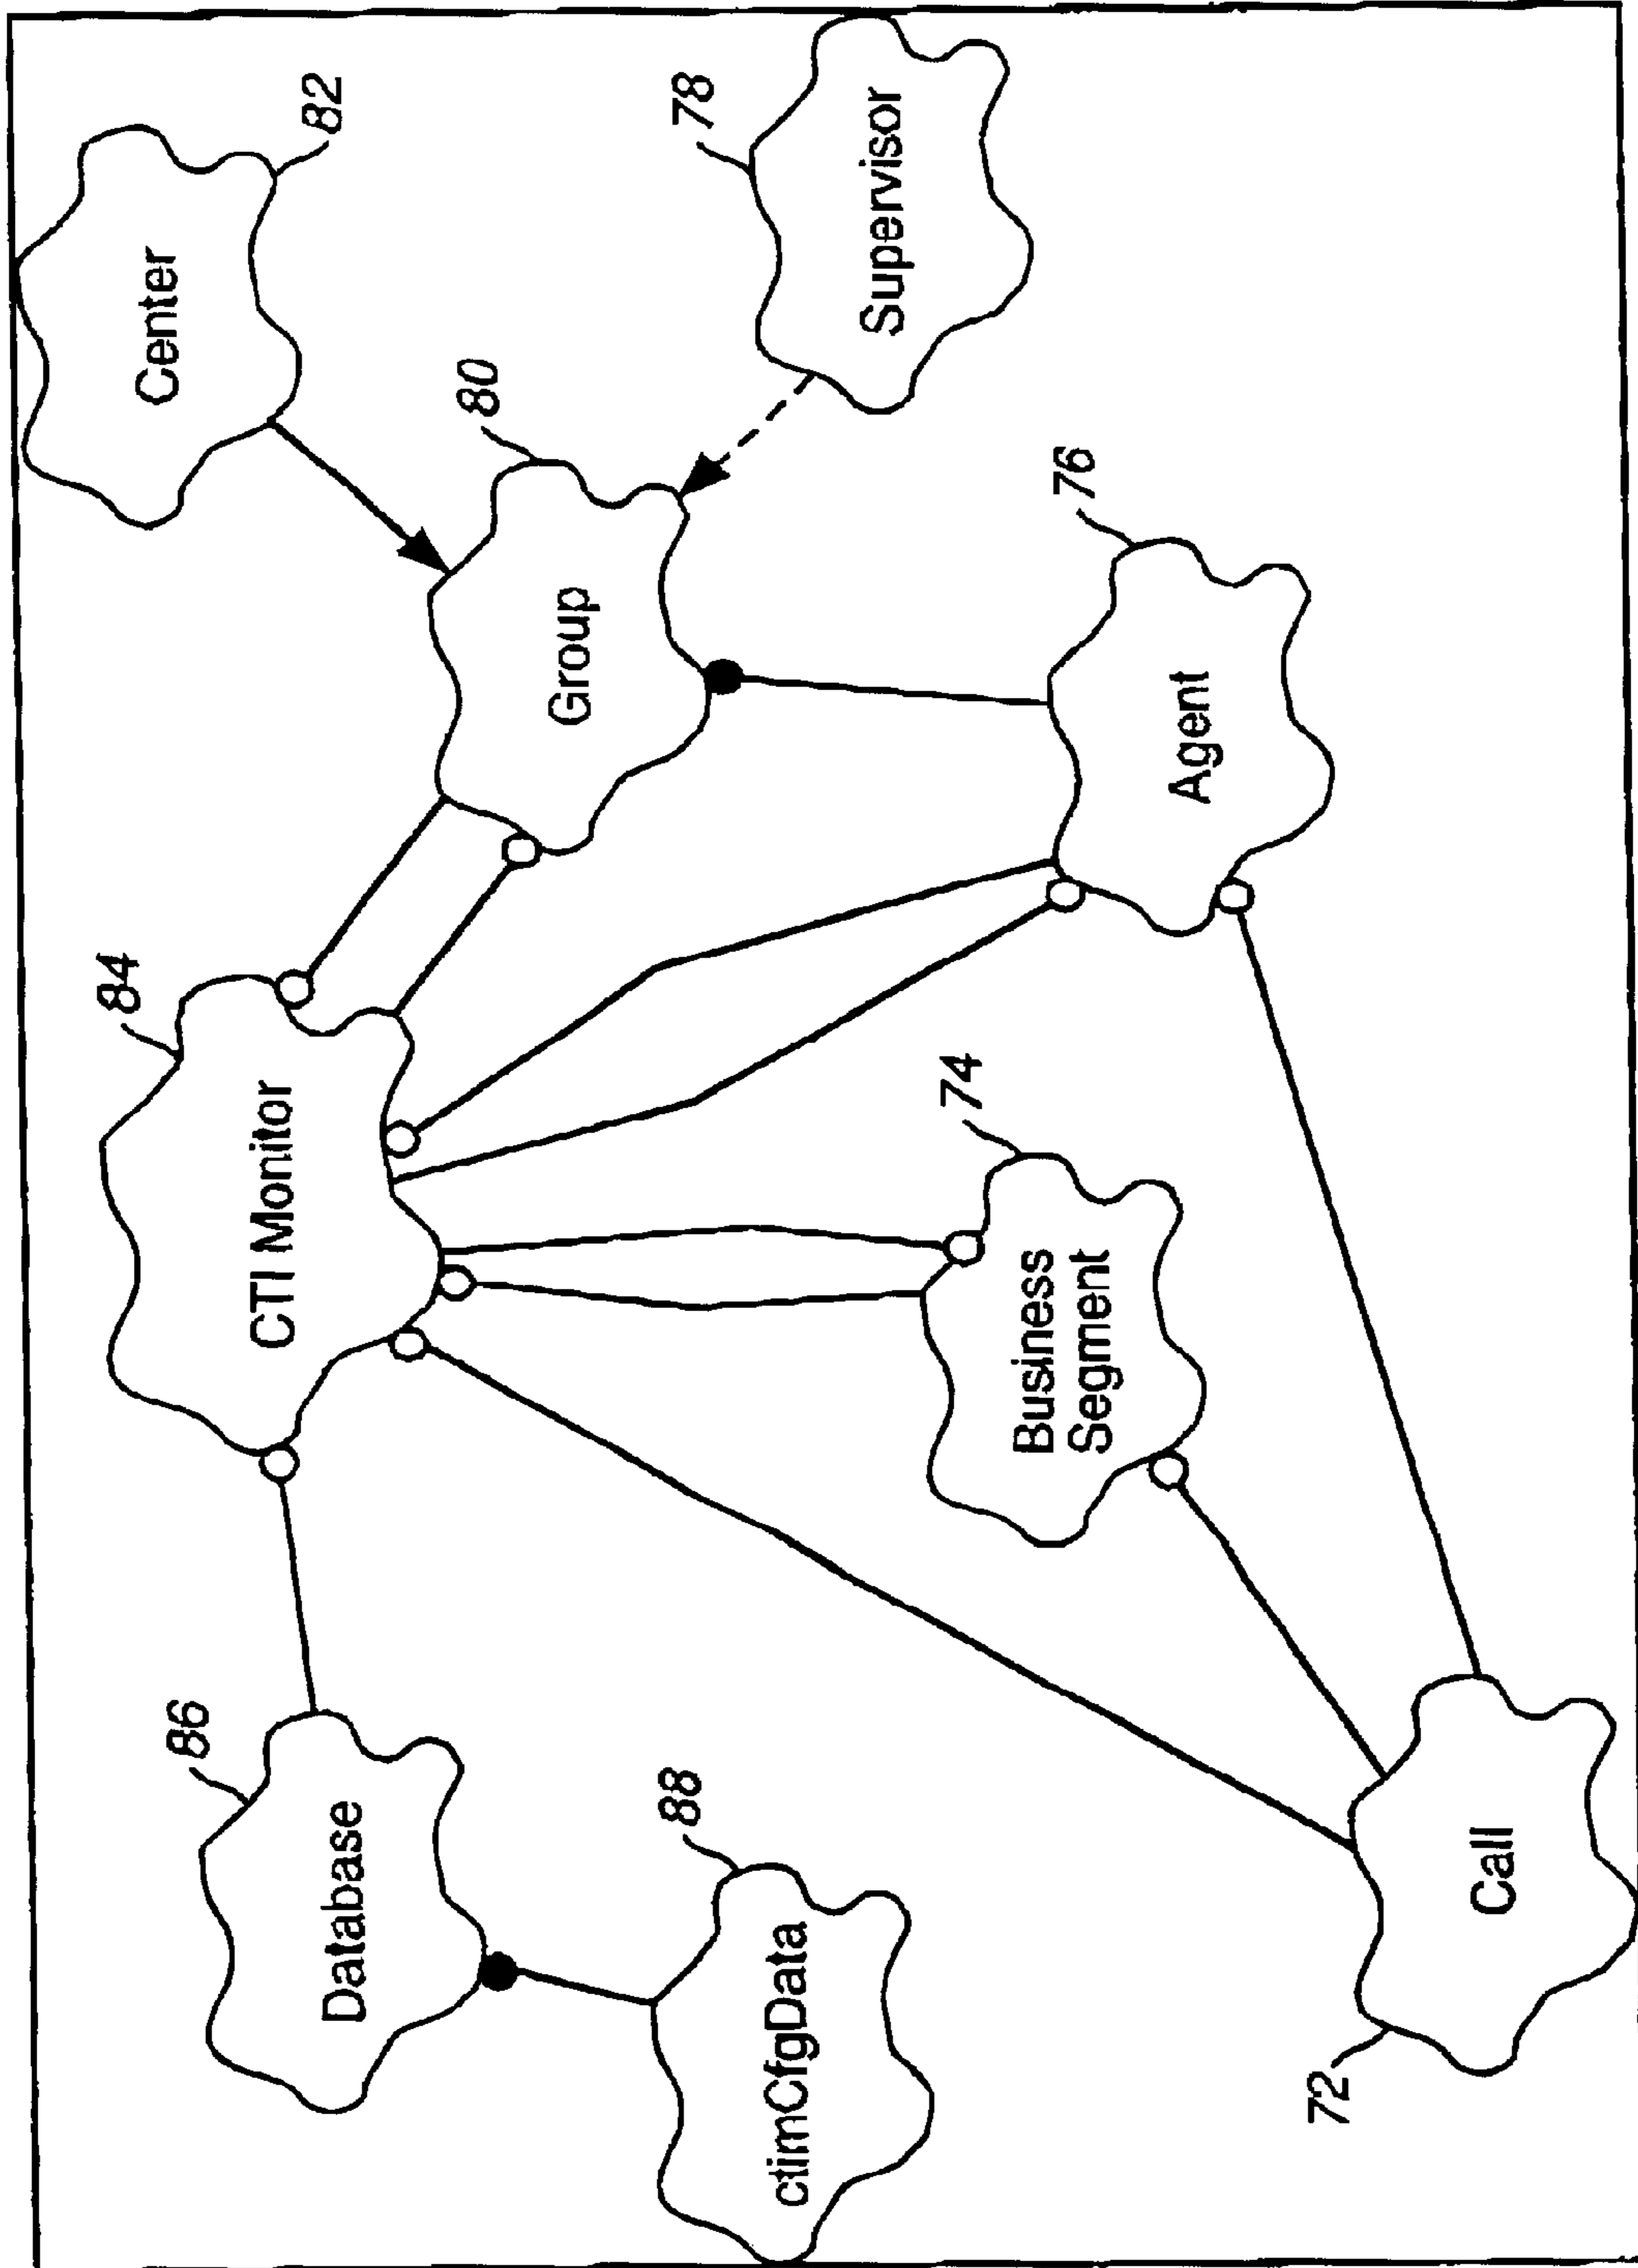 84
Center
86
CTI Monitor
82
Database
80
Group
88
78
ctimCfgData
Supervisor
74
Business
Segment
76
Agent
72
Call